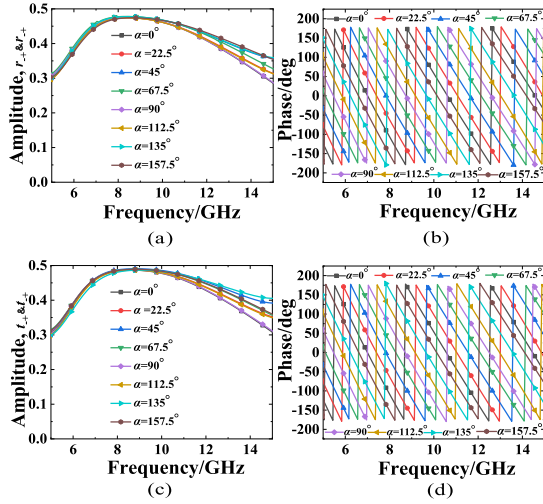 Amplitude, r₋₊&r₋₊
0.5
0.4
0.3
0.2
0.1
0.0
α=0°
α =22.5°
α=45°
α=67.5°
α=90°
α=112.5°
α=135°
α=157.5°
6 8 10 12 14
Frequency/GHz
(a)
Phase/deg
200
150
100
50
0
-50
-100
-150
-200
α=0° α=22.5° α=45° α=67.5°
α=90° α=112.5° α=135° α=157.5°
6 8 10 12 14
Frequency/GHz
(b)
Amplitude, t₋₊&t₋₊
0.5
0.4
0.3
0.2
0.1
0.0
α=0°
α =22.5°
α=45°
α=67.5°
α=90°
α=112.5°
α=135°
α=157.5°
6 8 10 12 14
Frequency/GHz
(c)
Phase/deg
200
150
100
50
0
-50
-100
-150
-200
α=0° α=22.5° α=45° α=67.5°
α=90° α=112.5° α=135° α=157.5°
6 8 10 12 14
Frequency/GHz
(d)